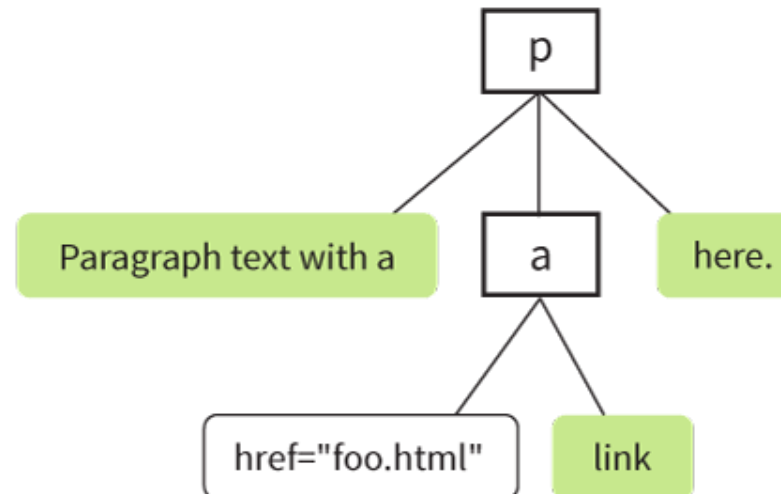 p
Paragraph text with a
a
here.
href="foo.html"
link